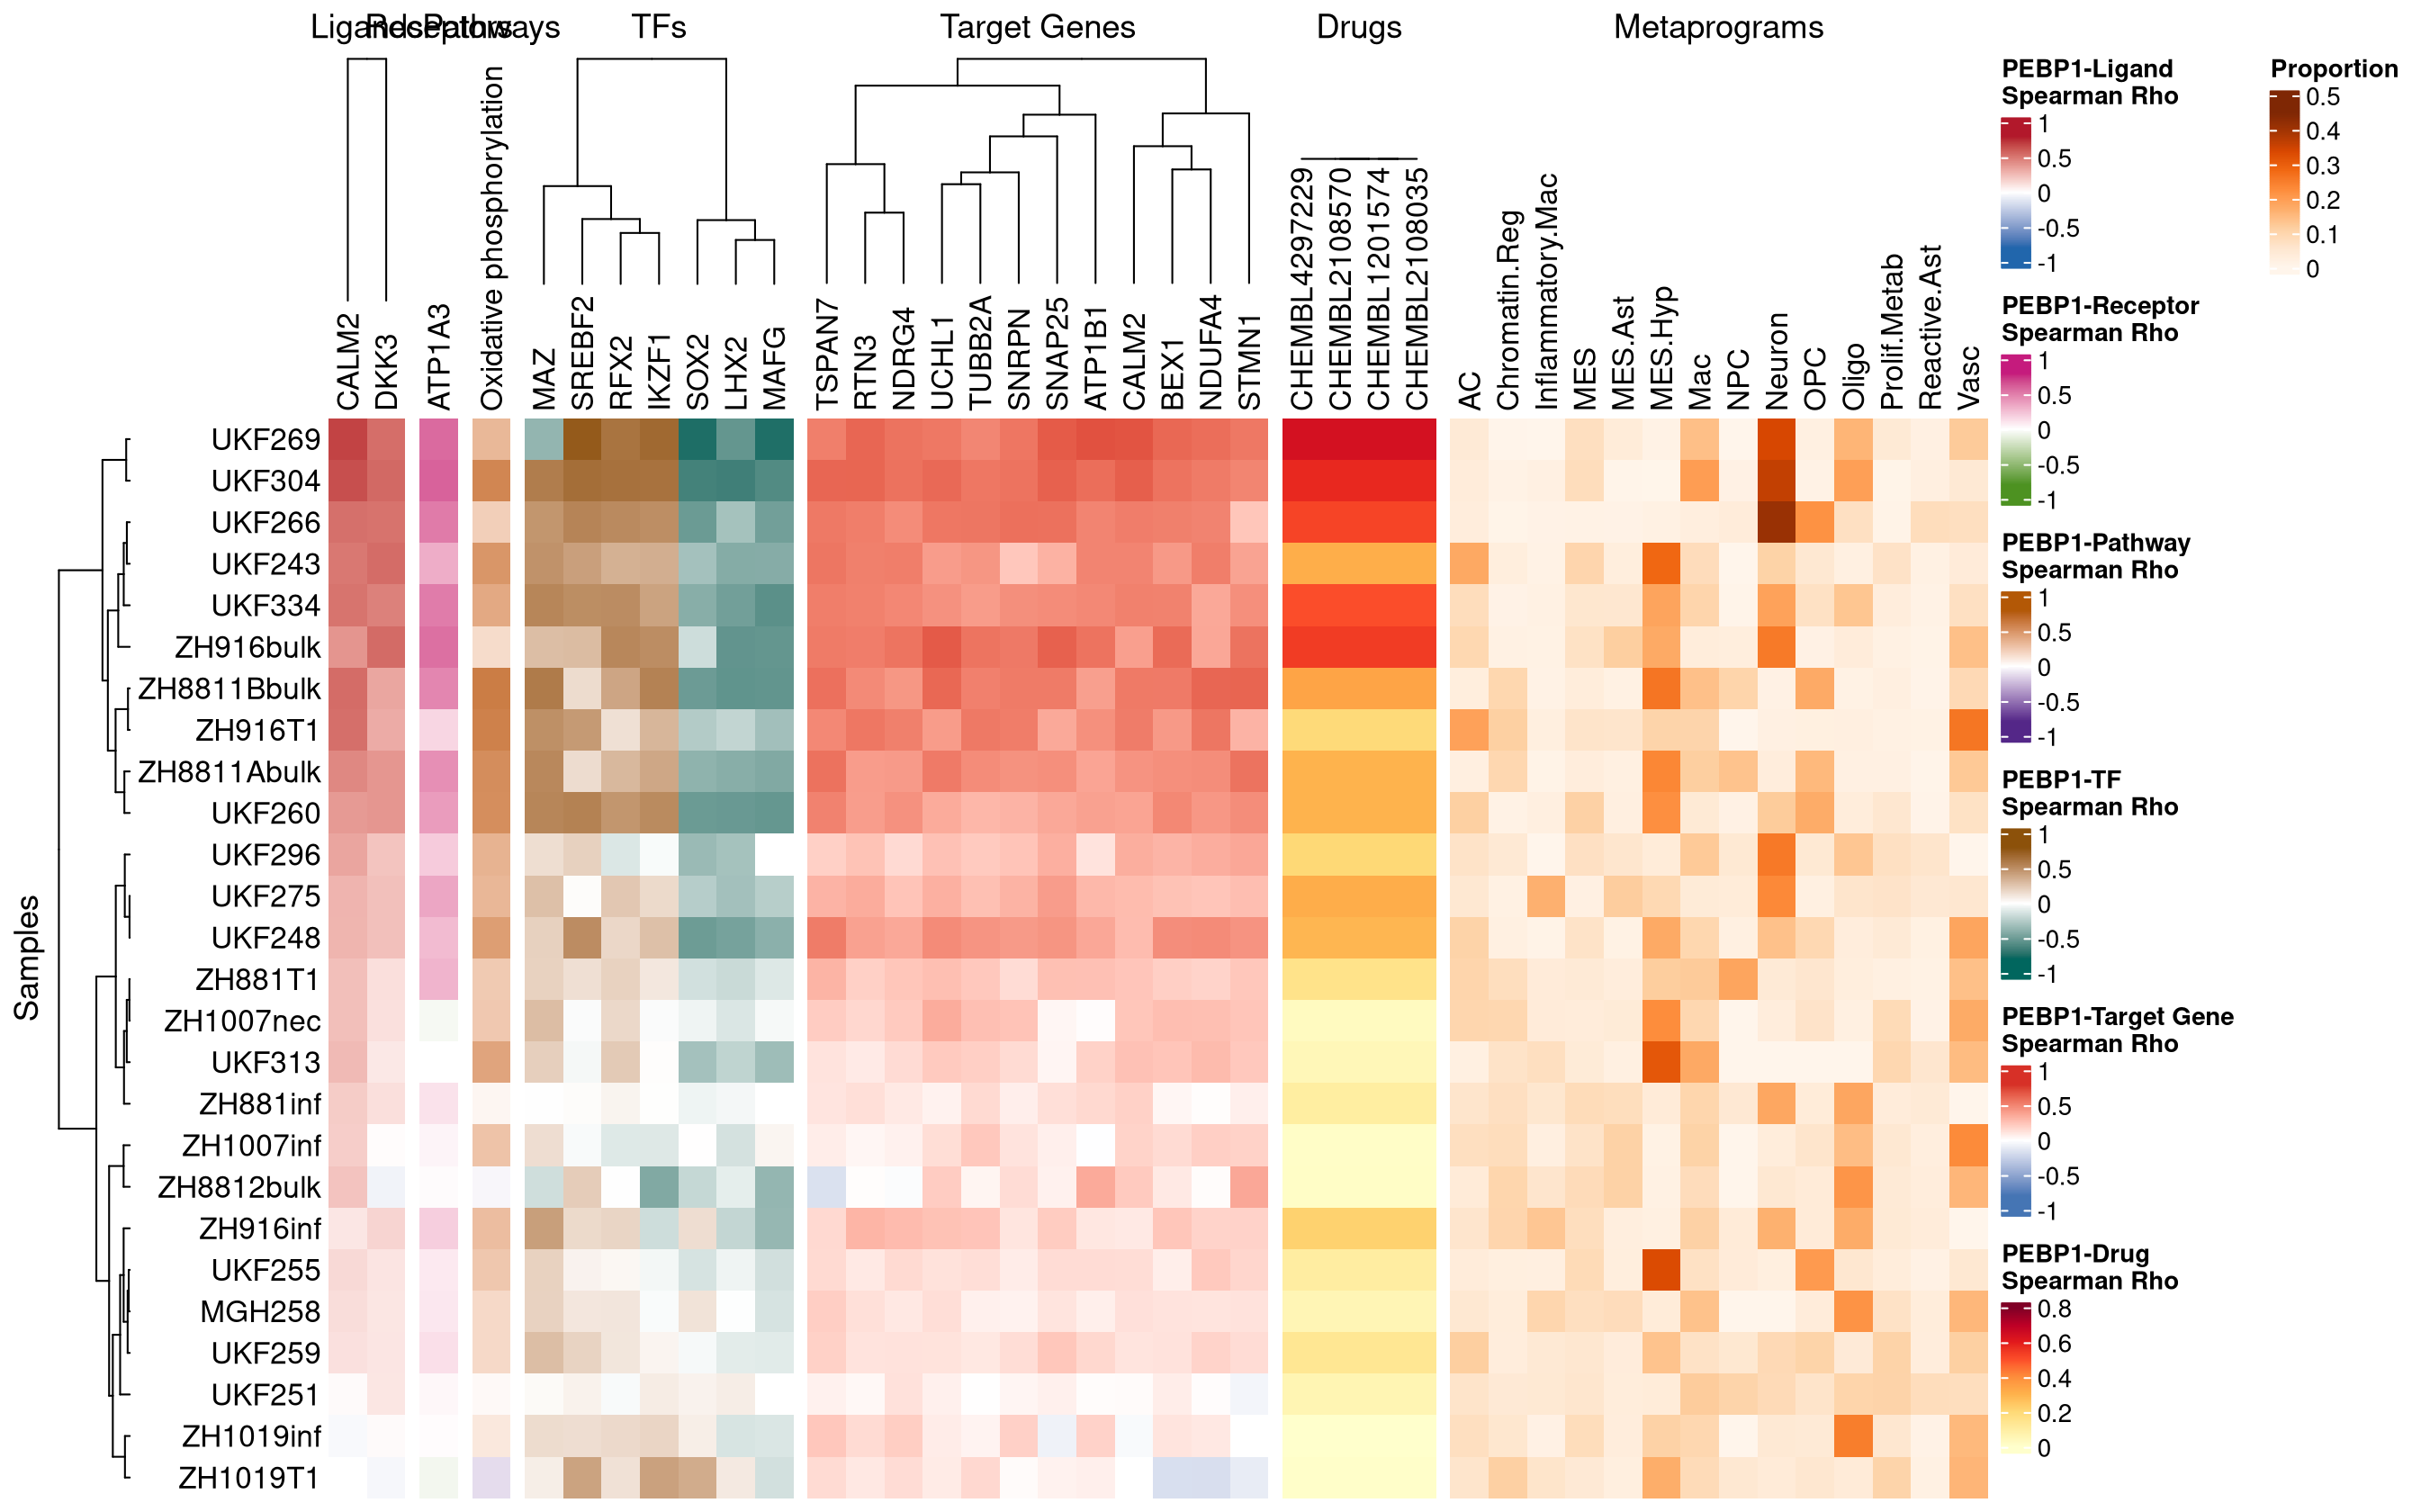 Ligands
Receptors
Pathways
TFs
Target Genes
Drugs
Metaprograms
CALM2
DKK3
ATP1A3
Oxidative phosphorylation
MAZ
SREBF2
RFX2
IKZF1
SOX2
LHX2
MAFG
TSPAN7
RTN3
NDRG4
UCHL1
TUBB2A
SNRPN
SNAP25
ATP1B1
CALM2
BEX1
NDUFA4
STMN1
CHEMBL4297229
CHEMBL2108570
CHEMBL1201574
CHEMBL2108035
AC
Chromatin.Reg
Inflammatory.Mac
MES
MES.Ast
MES.Hyp
Mac
NPC
Neuron
OPC
Oligo
Prolif.Metab
Reactive.Ast
Vasc
Samples
UKF269
UKF304
UKF266
UKF243
UKF334
ZH916bulk
ZH8811Bbulk
ZH916T1
ZH8811Abulk
UKF260
UKF296
UKF275
UKF248
ZH881T1
ZH1007nec
UKF313
ZH881inf
ZH1007inf
ZH8812bulk
ZH916inf
UKF255
MGH258
UKF259
UKF251
ZH1019inf
ZH1019T1
PEBP1-Ligand
Spearman Rho
1
0.5
0
-0.5
-1
PEBP1-Receptor
Spearman Rho
1
0.5
0
-0.5
-1
PEBP1-Pathway
Spearman Rho
1
0.5
0
-0.5
-1
PEBP1-TF
Spearman Rho
1
0.5
0
-0.5
-1
PEBP1-Target Gene
Spearman Rho
1
0.5
0
-0.5
-1
PEBP1-Drug
Spearman Rho
0.8
0.6
0.4
0.2
0
Proportion
0.5
0.4
0.3
0.2
0.1
0